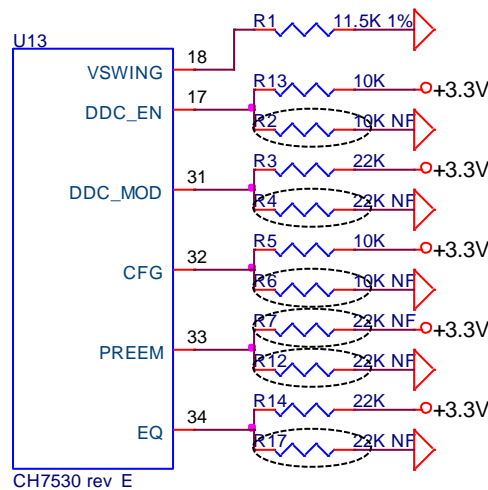 R1 11.5K 1%
U13
18
VSWING
R13 10K +3.3V
17
DDC_EN
R2 10K NF
R3 22K +3.3V
31
DDC_MOD
R4 22K NF
R5 10K +3.3V
32
CFG
R6 10K NF
R7 22K NF +3.3V
33
PREEM
R12 22K NF
R14 22K +3.3V
34
EQ
R17 22K NF
CH7530 rev E